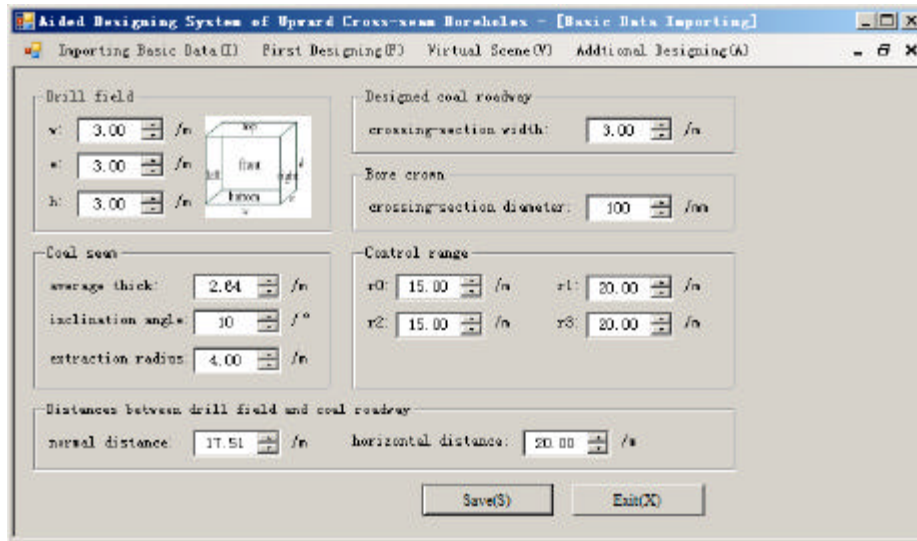 Aided Designing System of Upward Cross-seam Boreholes - [Basic Data Importing]
Importing Basic Data(I) First Designing(F) Virtual Scene(V) Addtional Designing(A)
Drill field
w: 3.00 /m
e: 3.00 /m
h: 3.00 /m
top
left
front
right
bottom
w
Designed coal roadway
crossing-section width: 3.00 /m
Bore crown
crossing-section diameter: 100 /mm
Coal seam
average thick: 2.64 /m
inclination angle: 10 /°
extraction radius: 4.00 /m
Control range
r0: 15.00 /m r1: 20.00 /m
r2: 15.00 /m r3: 20.00 /m
Distances between drill field and coal roadway
normal distance: 17.51 /m horizontal distance: 20.00 /m
Save(S) Exit(X)